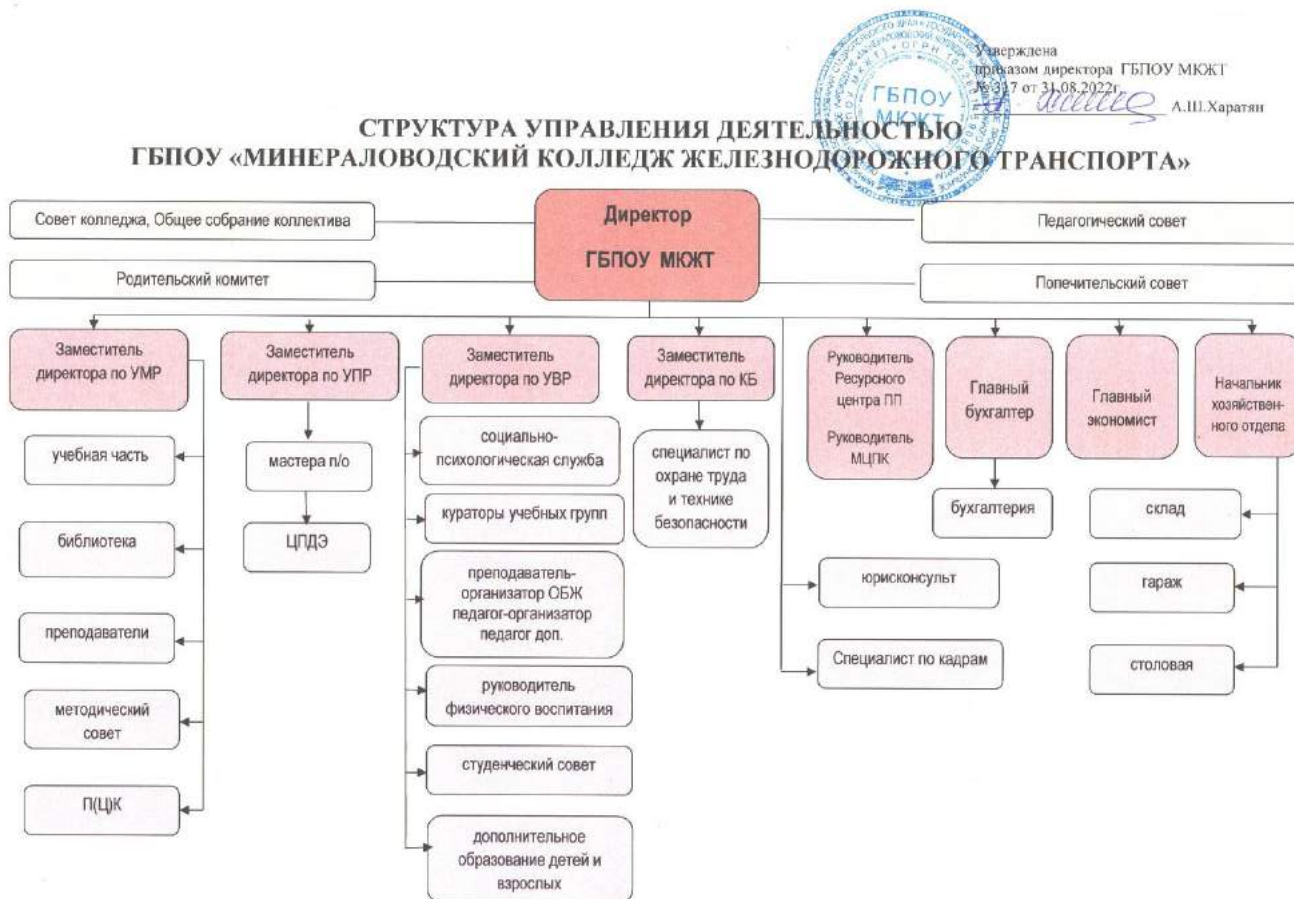 Утверждена
приказом директора ГБПОУ МКЖТ
№ 317 от 31.08.2022г.
А.Ш.Харатян
ГБПОУ
МКЖТ
СТРУКТУРА УПРАВЛЕНИЯ ДЕЯТЕЛЬНОСТЬЮ
ГБПОУ «МИНЕРАЛОВОДСКИЙ КОЛЛЕДЖ ЖЕЛЕЗНОДОРОЖНОГО ТРАНСПОРТА»
Совет колледжа, Общее собрание коллектива
Директор
ГБПОУ МКЖТ
Педагогический совет
Родительский комитет
Попечительский совет
Заместитель
директора по УМР
Заместитель
директора по УПР
Заместитель
директора по УВР
Заместитель
директора по КБ
Руководитель
Ресурсного
центра ПП
Руководитель
МЦПК
Главный
бухгалтер
Главный
экономист
Начальник
хозяйствен-
ного отдела
учебная часть
библиотека
преподаватели
методический
совет
П(Ц)К
мастера п/о
ЦПДЭ
социально-
психологическая служба
кураторы учебных групп
преподаватель-
организатор ОБЖ
педагог-организатор
педагог доп.
руководитель
физического воспитания
студенческий совет
дополнительное
образование детей и
взрослых
специалист по
охране труда
и технике
безопасности
бухгалтерия
юрисконсульт
Специалист по кадрам
склад
гараж
столовая